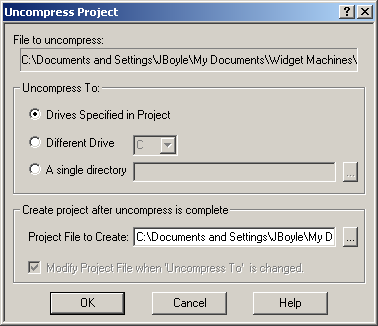 Uncompress Project
File to uncompress:
C:\Documents and Settings\JBoyle\My Documents\Widget Machines\
Uncompress To:
Drives Specified in Project
Different Drive
C
A single directory
...
Create project after uncompress is complete
Project File to Create:
C:\Documents and Settings\JBoyle\My D
...
Modify Project File when 'Uncompress To' is changed.
OK
Cancel
Help